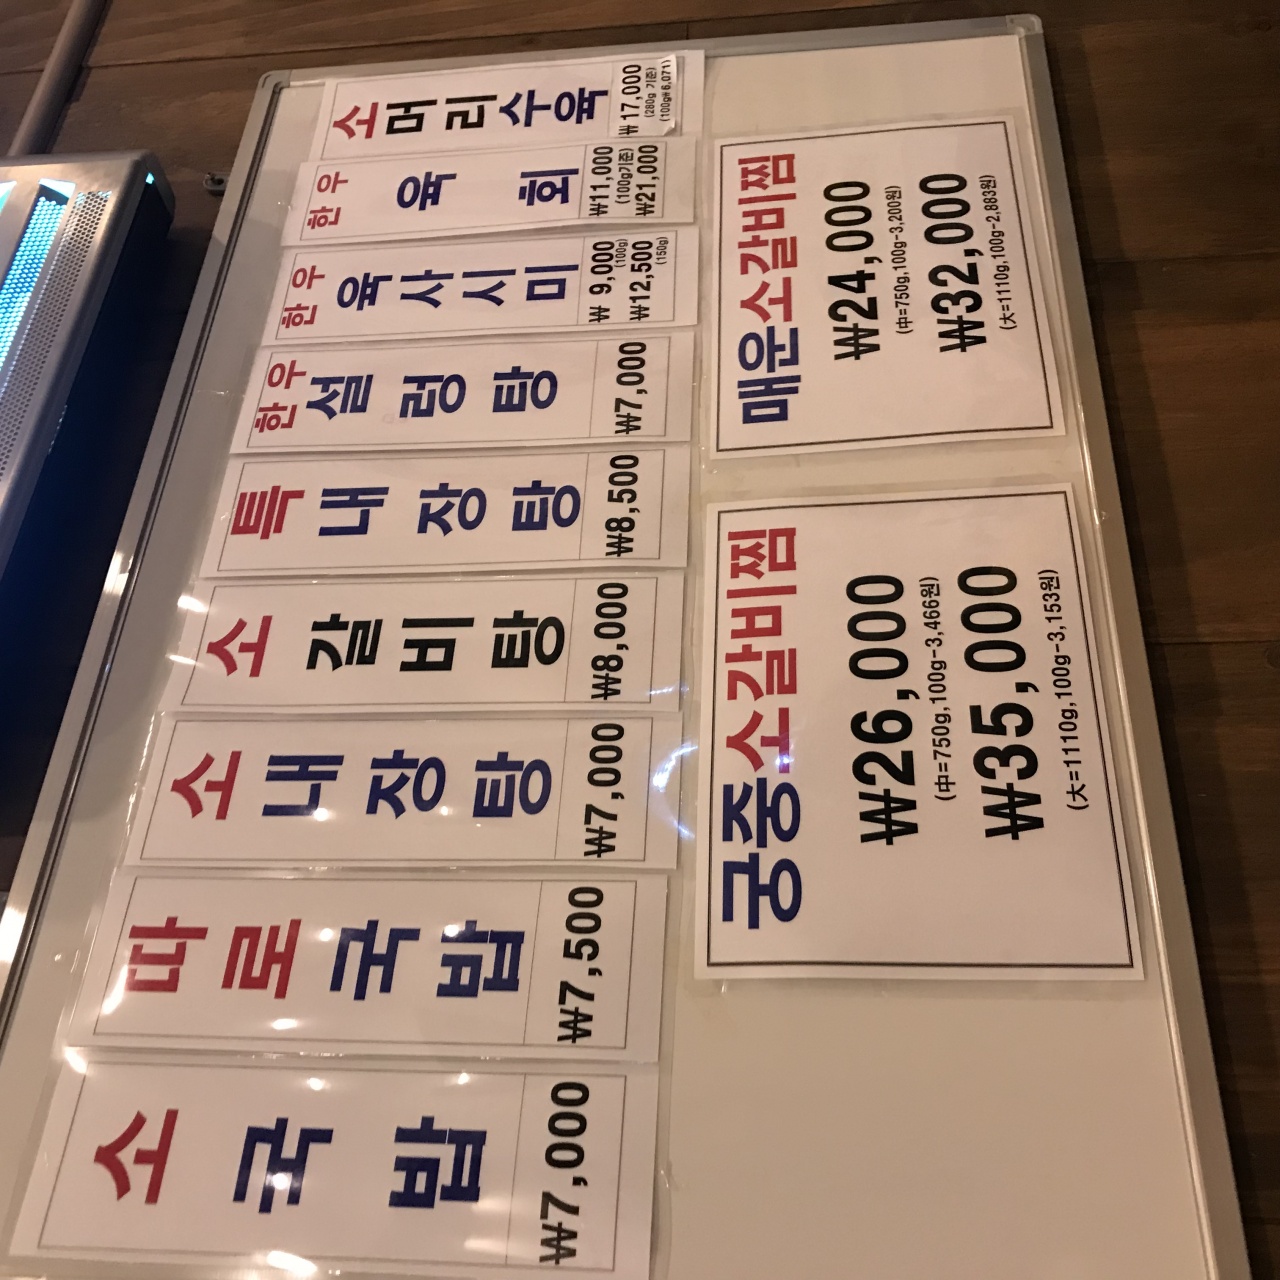 소국밥
₩7,000
따로국밥
₩7,500
소내장탕
₩7,000
소갈비탕
₩8,000
특내장탕
₩8,500
한우설렁탕
₩7,000
한우육사시미
₩ 9,000
(100g)
₩12,500
(150g)
한우육회
₩11,000
(100g기준)
₩21,000
소머리수육
₩17,000
(280g 기준)
(100g₩6,071)
궁중소갈비찜
₩26,000
(中=750g,100g-3,466원)
₩35,000
(大=1110g,100g-3,153원)
매운소갈비찜
₩24,000
(中=750g,100g-3,200원)
₩32,000
(大=1110g,100g-2,883원)